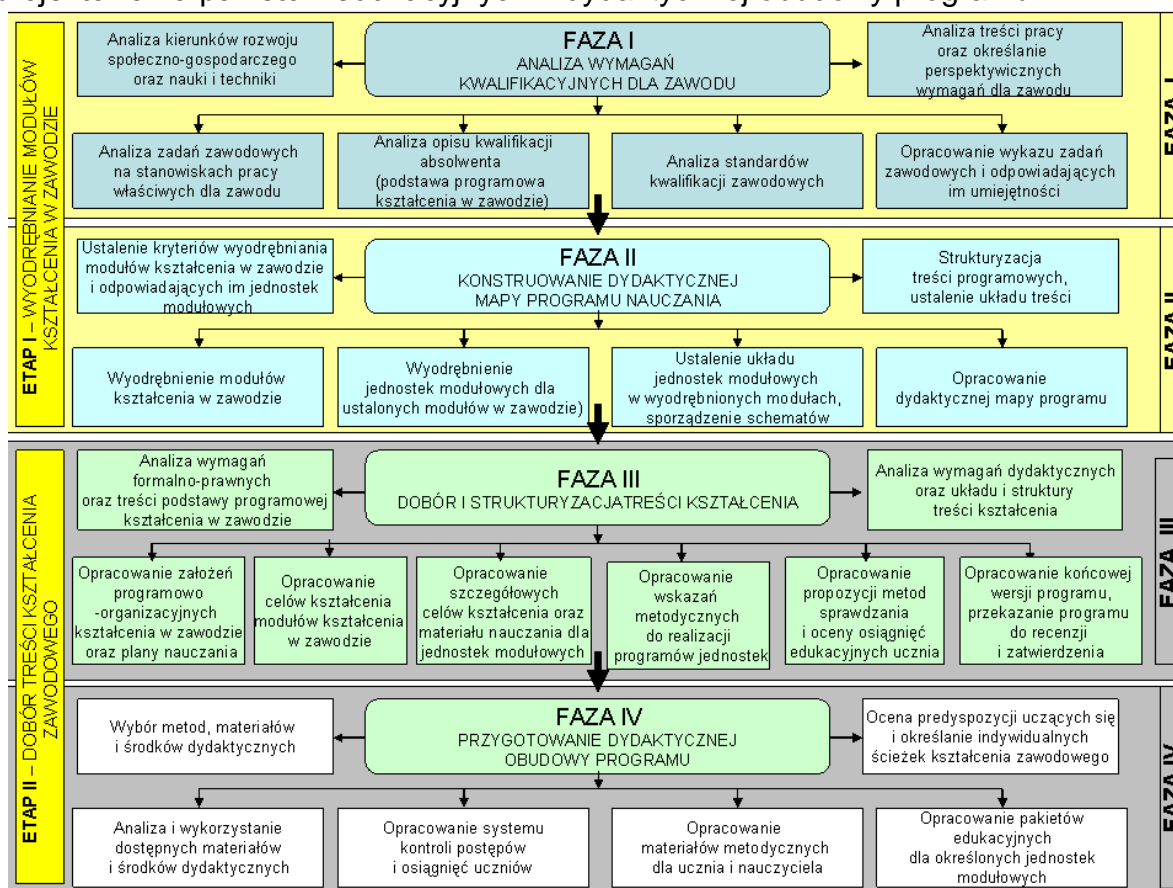 ETAP I – WYODRĘBNIANIE MODUŁÓW
KSZTAŁCENIA W ZAWODZIE
Analiza kierunków rozwoju
społeczno-gospodarczego
oraz nauki i techniki
FAZA I
ANALIZA WYMAGAŃ
KWALIFIKACYJNYCH DLA ZAWODU
Analiza treści pracy
oraz określanie
perspektywicznych
wymagań dla zawodu
FAZA I
Analiza zadań zawodowych
na stanowiskach pracy
właściwych dla zawodu
Analiza opisu kwalifikacji
absolwenta
(podstawa programowa
kształcenia w zawodzie)
Analiza standardów
kwalifikacji zawodowych
Opracowanie wykazu zadań
zawodowych i odpowiadających
im umiejętności
Ustalenie kryteriów wyodrębniania
modułów kształcenia w zawodzie
i odpowiadających im jednostek
modułowych
FAZA II
KONSTRUOWANIE DYDAKTYCZNEJ
MAPY PROGRAMU NAUCZANIA
Strukturyzacja
treści programowych,
ustalenie układu treści
FAZA II
Wyodrębnienie modułów
kształcenia w zawodzie
Wyodrębnienie
jednostek modułowych dla
ustalonych modułów w zawodzie)
Ustalenie układu
jednostek modułowych
w wyodrębnionych modułach,
sporządzenie schematów
Opracowanie
dydaktycznej mapy programu
ETAP II – DOBÓR TREŚCI KSZTAŁCENIA
ZAWODOWEGO
Analiza wymagań
formalno-prawnych
oraz treści podstawy programowej
kształcenia w zawodzie
FAZA III
DOBÓR I STRUKTURYZACJATREŚCI KSZTAŁCENIA
Analiza wymagań dydaktycznych
oraz układu i struktury
treści kształcenia
FAZA III
Opracowanie założeń
programowo
-organizacyjnych
kształcenia w zawodzie
oraz plany nauczania
Opracowanie
celów kształcenia
modułów kształcenia
w zawodzie
Opracowanie
szczegółowych
celów kształcenia oraz
materiału nauczania dla
jednostek modułowych
Opracowanie
wskazań
metodycznych
do realizacji
programów jednostek
Opracowanie
propozycji metod
sprawdzania
i oceny osiągnięć
edukacyjnych ucznia
Opracowanie końcowej
wersji programu,
przekazanie programu
do recenzji
i zatwierdzenia
Wybór metod, materiałów
i środków dydaktycznych
FAZA IV
PRZYGOTOWANIE DYDAKTYCZNEJ
OBUDOWY PROGRAMU
Ocena predyspozycji uczących się
i określanie indywidualnych
ścieżek kształcenia zawodowego
FAZA IV
Analiza i wykorzystanie
dostępnych materiałów
i środków dydaktycznych
Opracowanie systemu
kontroli postępów
i osiągnięć uczniów
Opracowanie
materiałów metodycznych
dla ucznia i nauczyciela
Opracowanie pakietów
edukacyjnych
dla określonych jednostek
modułowych